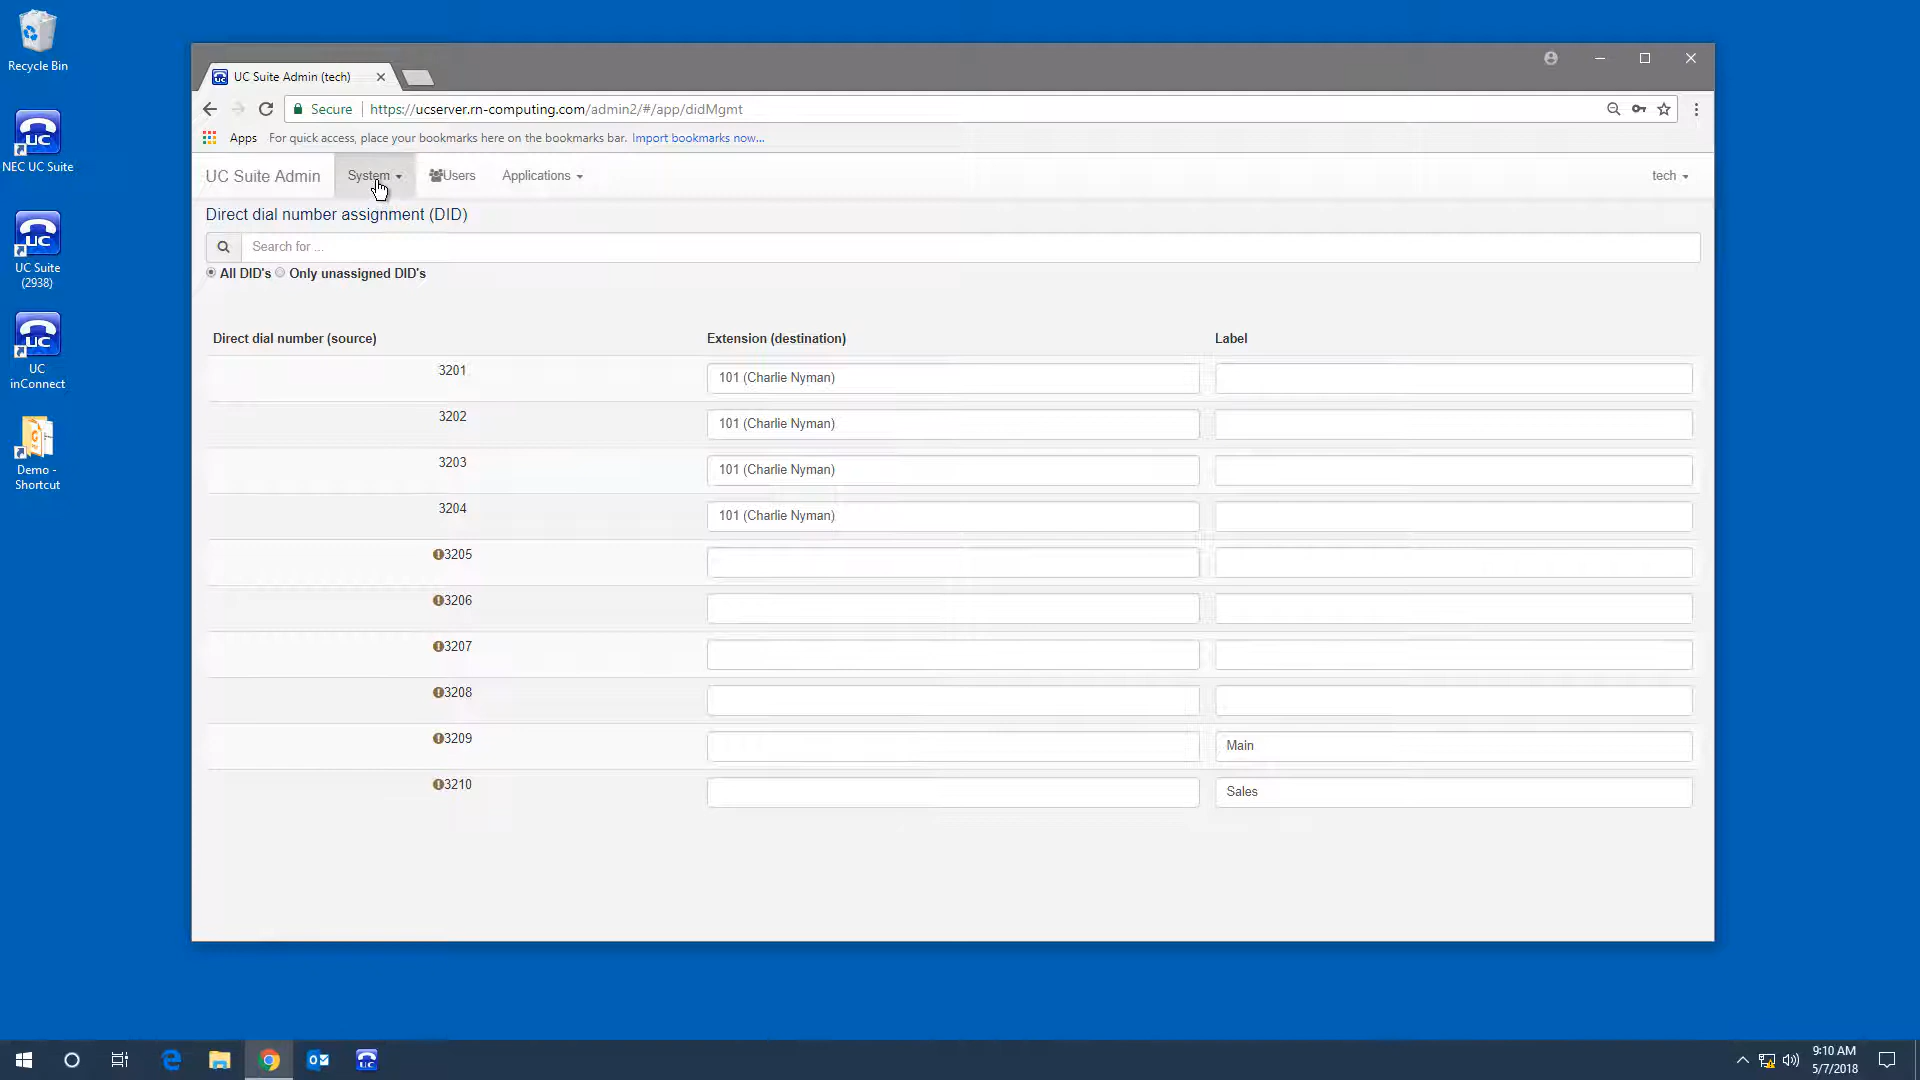 Recycle Bin
NEC UC Suite
UC Suite
(2938)
UC
inConnect
Demo -
Shortcut
UC Suite Admin (tech)
Secure
https://ucserver.rn-computing.com/admin2/#/app/didMgmt
Apps For quick access, place your bookmarks here on the bookmarks bar. Import bookmarks now...
UC Suite Admin System Users Applications tech
Direct dial number assignment (DID)
Search for ...
All DID's Only unassigned DID's
Direct dial number (source) Extension (destination) Label
3201 101 (Charlie Nyman)
3202 101 (Charlie Nyman)
3203 101 (Charlie Nyman)
3204 101 (Charlie Nyman)
3205
3206
3207
3208
3209 Main
3210 Sales
9:10 AM
5/7/2018